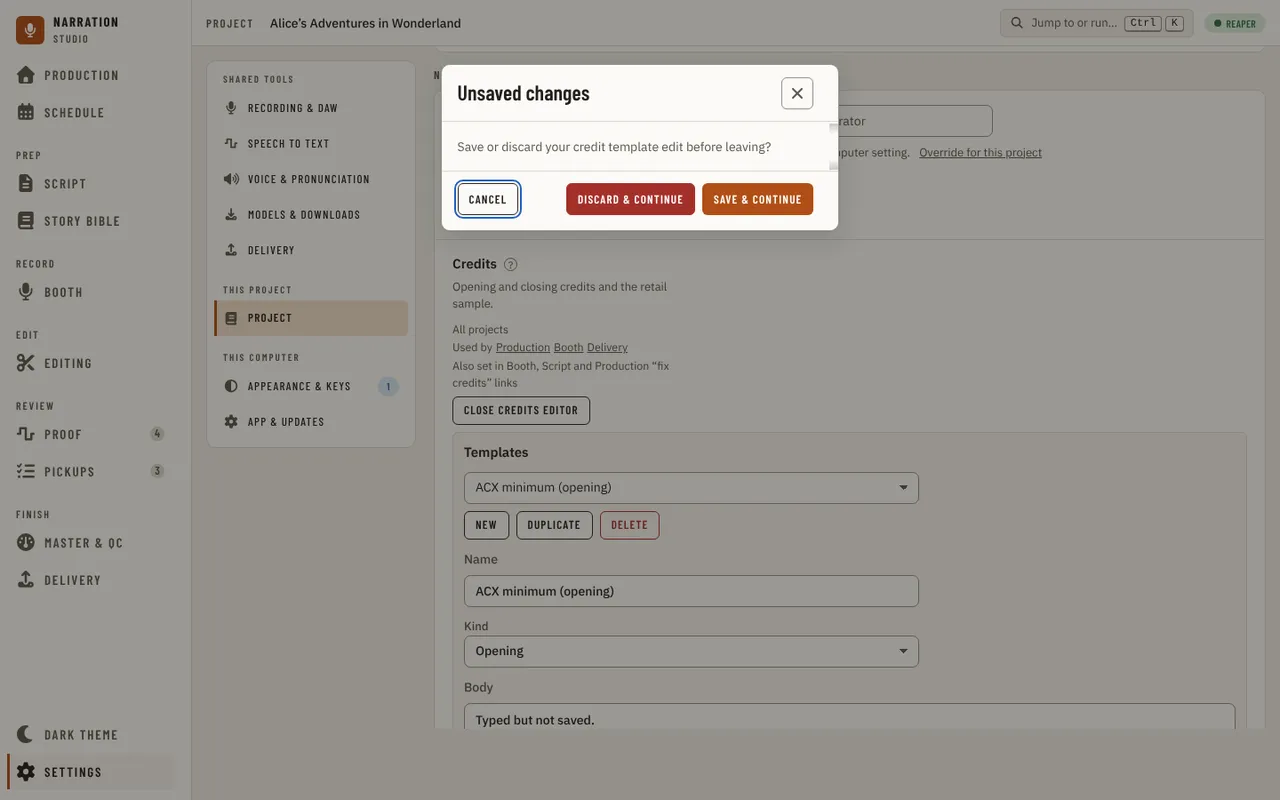 NARRATION
STUDIO
PRODUCTION
SCHEDULE
PREP
SCRIPT
STORY BIBLE
RECORD
BOOTH
EDIT
EDITING
REVIEW
PROOF 4
PICKUPS 3
FINISH
MASTER & QC
DELIVERY
DARK THEME
SETTINGS
PROJECT Alice’s Adventures in Wonderland
Jump to or run... Ctrl K
REAPER
SHARED TOOLS
RECORDING & DAW
SPEECH TO TEXT
VOICE & PRONUNCIATION
MODELS & DOWNLOADS
DELIVERY
THIS PROJECT
PROJECT
THIS COMPUTER
APPEARANCE & KEYS 1
APP & UPDATES
Unsaved changes
Save or discard your credit template edit before leaving?
CANCEL
DISCARD & CONTINUE
SAVE & CONTINUE
setting. Override for this project
Credits ?
Opening and closing credits and the retail
sample.
All projects
Used by Production Booth Delivery
Also set in Booth, Script and Production “fix
credits” links
CLOSE CREDITS EDITOR
Templates
ACX minimum (opening)
NEW
DUPLICATE
DELETE
Name
ACX minimum (opening)
Kind
Opening
Body
Typed but not saved.